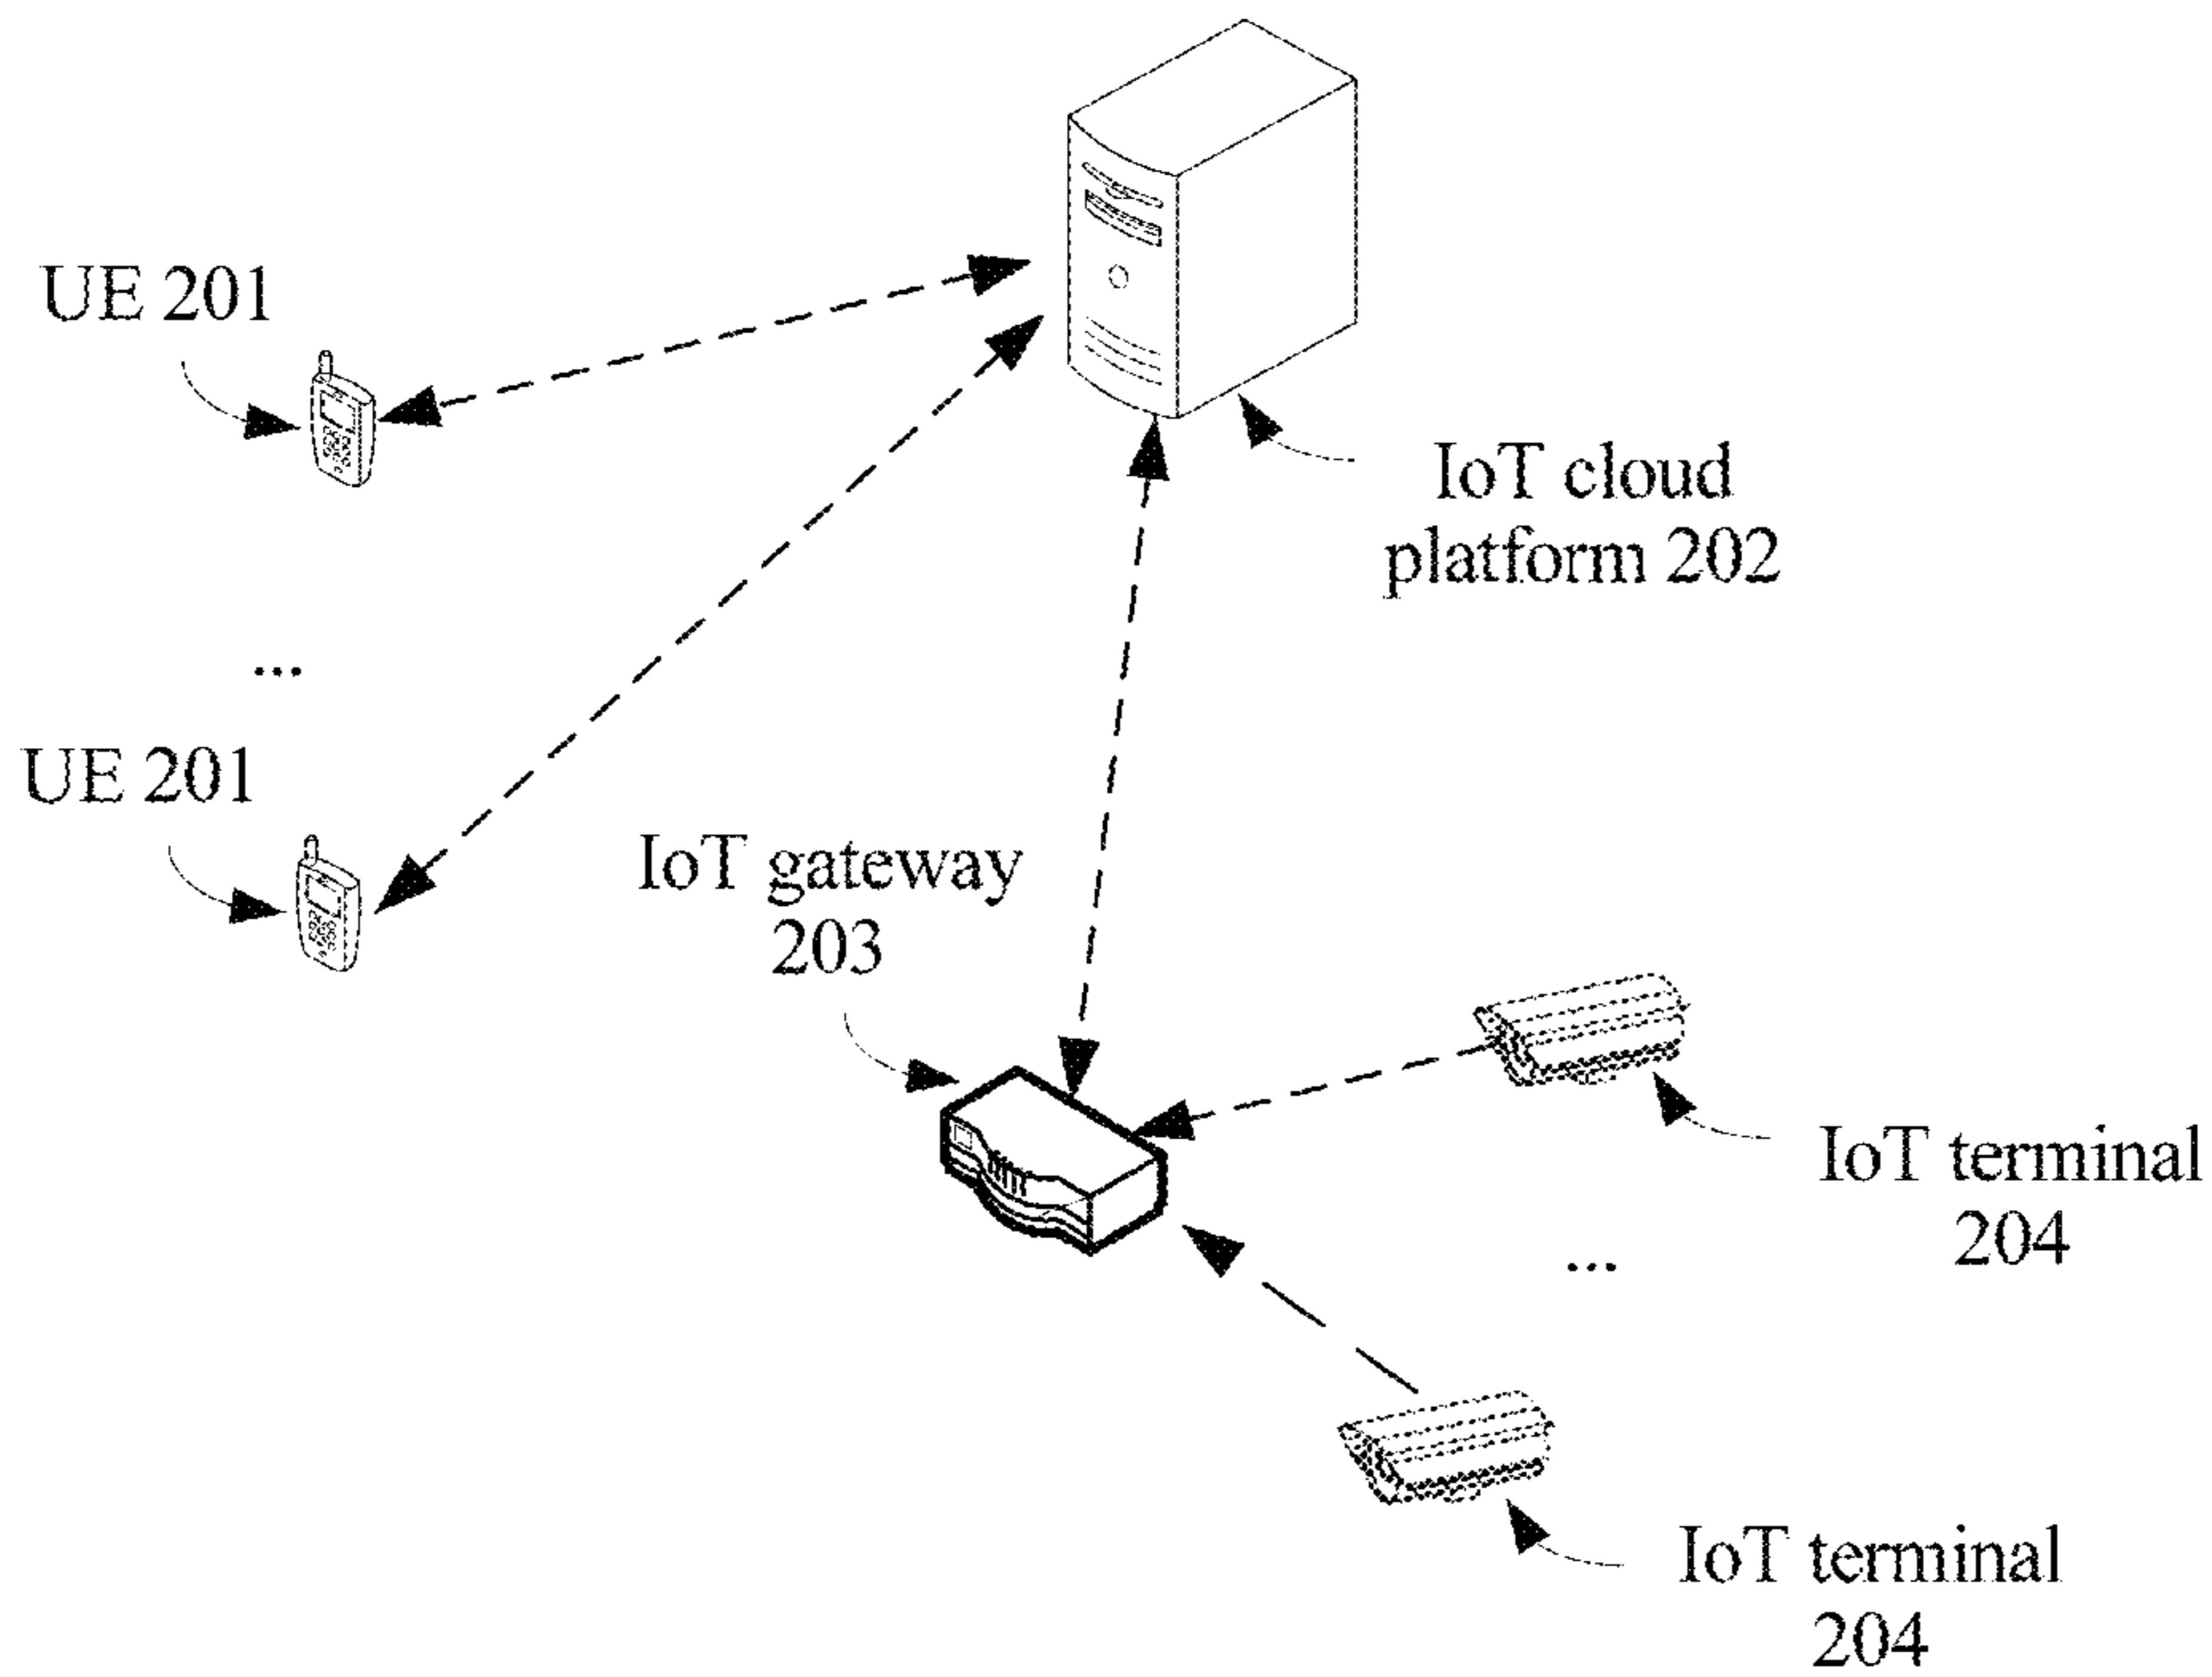 UE 201
IoT cloud
platform 202
...
UE 201
IoT gateway
203
IoT terminal
204
...
IoT terminal
204